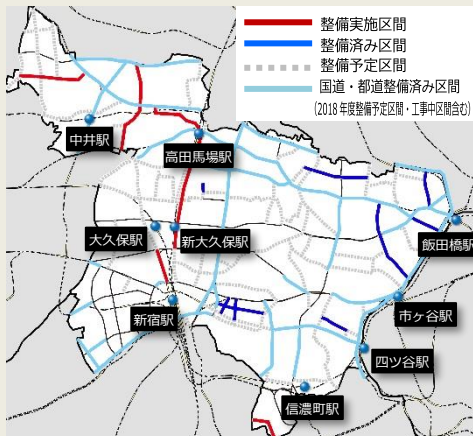 整備実施区間
整備済み区間
整備予定区間
国道・都道整備済み区間
(2018年度整備予定区間・工事中区間含む)
中井駅
高田馬場駅
大久保駅
新大久保駅
飯田橋駅
新宿駅
市ヶ谷駅
四ツ谷駅
信濃町駅